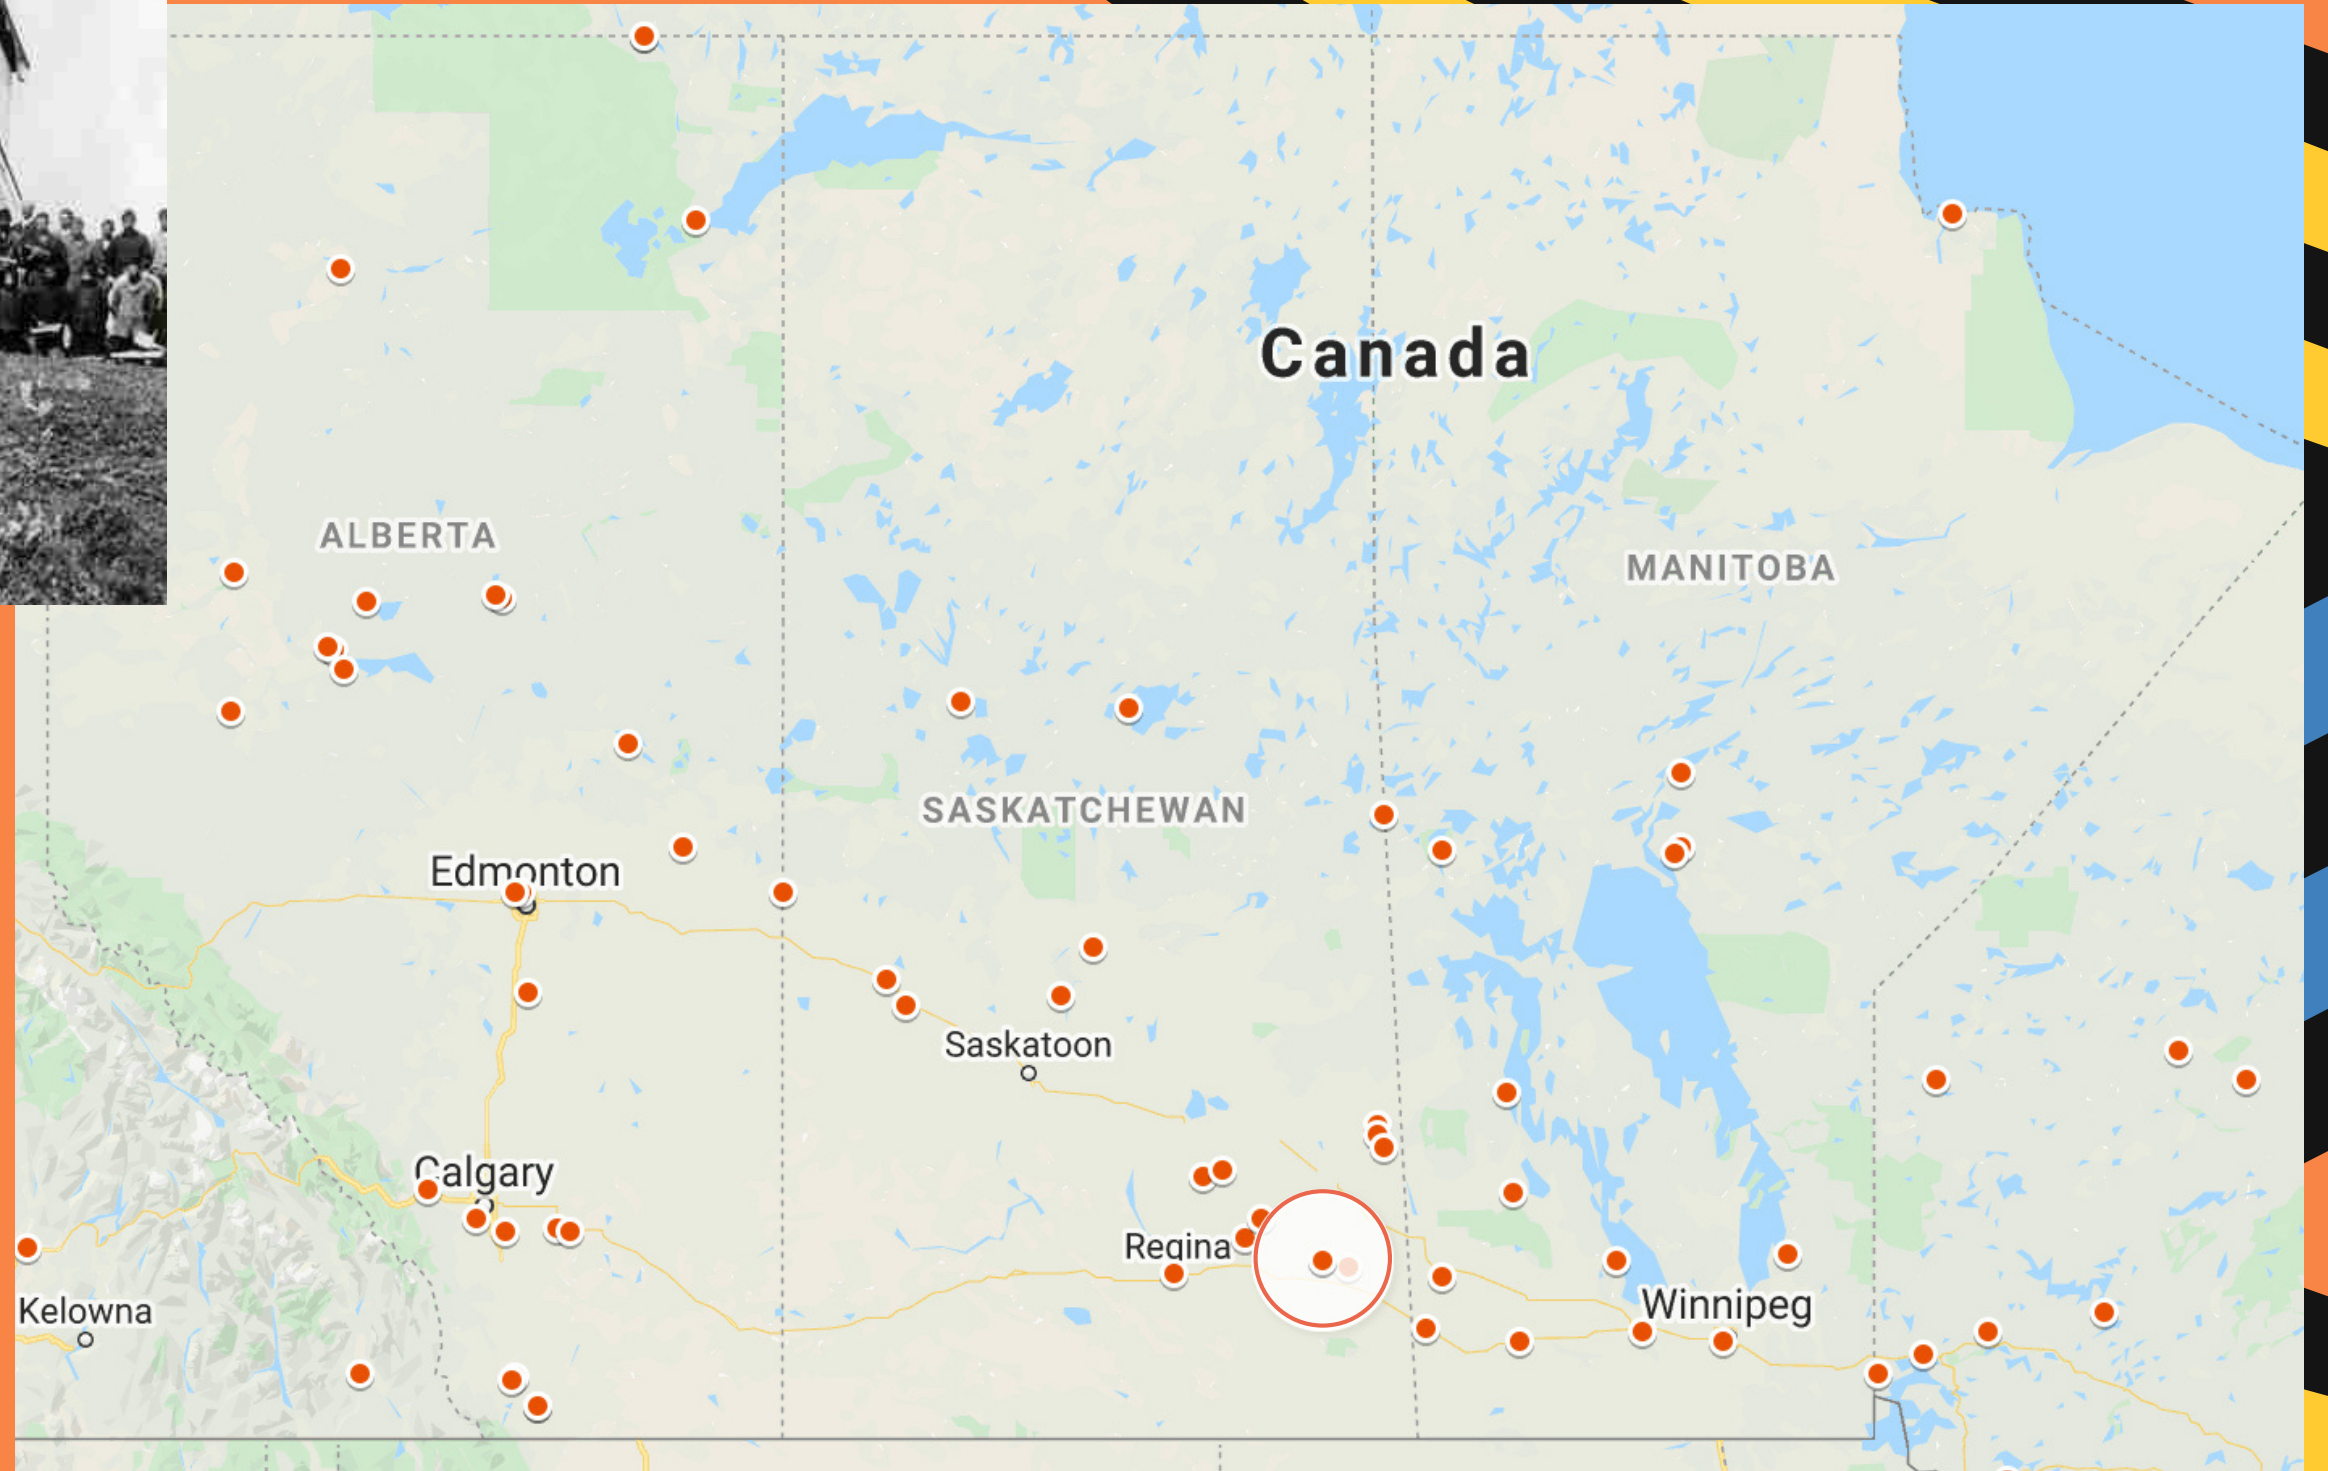 Canada
ALBERTA
MANITOBA
SASKATCHEWAN
Edmonton
Saskatoon
Calgary
Regina
Kelowna
Winnipeg